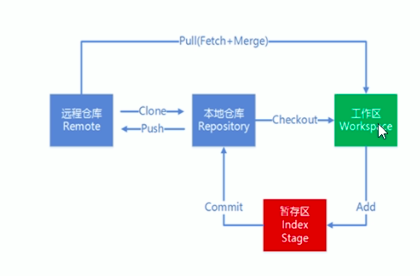 Pull(Fetch+Merge)
远程仓库
Remote
Clone
Push
本地仓库
Repository
Checkout
工作区
Workspace
Commit
暂存区
Index
Stage
Add